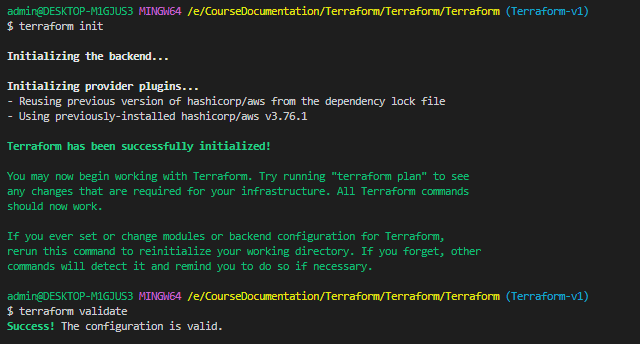 admin@DESKTOP-M1GJUS3 MINGW64 /e/CourseDocumentation/Terraform/Terraform/Terraform (Terraform-v1)
$ terraform init
Initializing the backend...
Initializing provider plugins...
- Reusing previous version of hashicorp/aws from the dependency lock file
- Using previously-installed hashicorp/aws v3.76.1
Terraform has been successfully initialized!
You may now begin working with Terraform. Try running "terraform plan" to see
any changes that are required for your infrastructure. All Terraform commands
should now work.
If you ever set or change modules or backend configuration for Terraform,
rerun this command to reinitialize your working directory. If you forget, other
commands will detect it and remind you to do so if necessary.
admin@DESKTOP-M1GJUS3 MINGW64 /e/CourseDocumentation/Terraform/Terraform/Terraform (Terraform-v1)
$ terraform validate
Success! The configuration is valid.